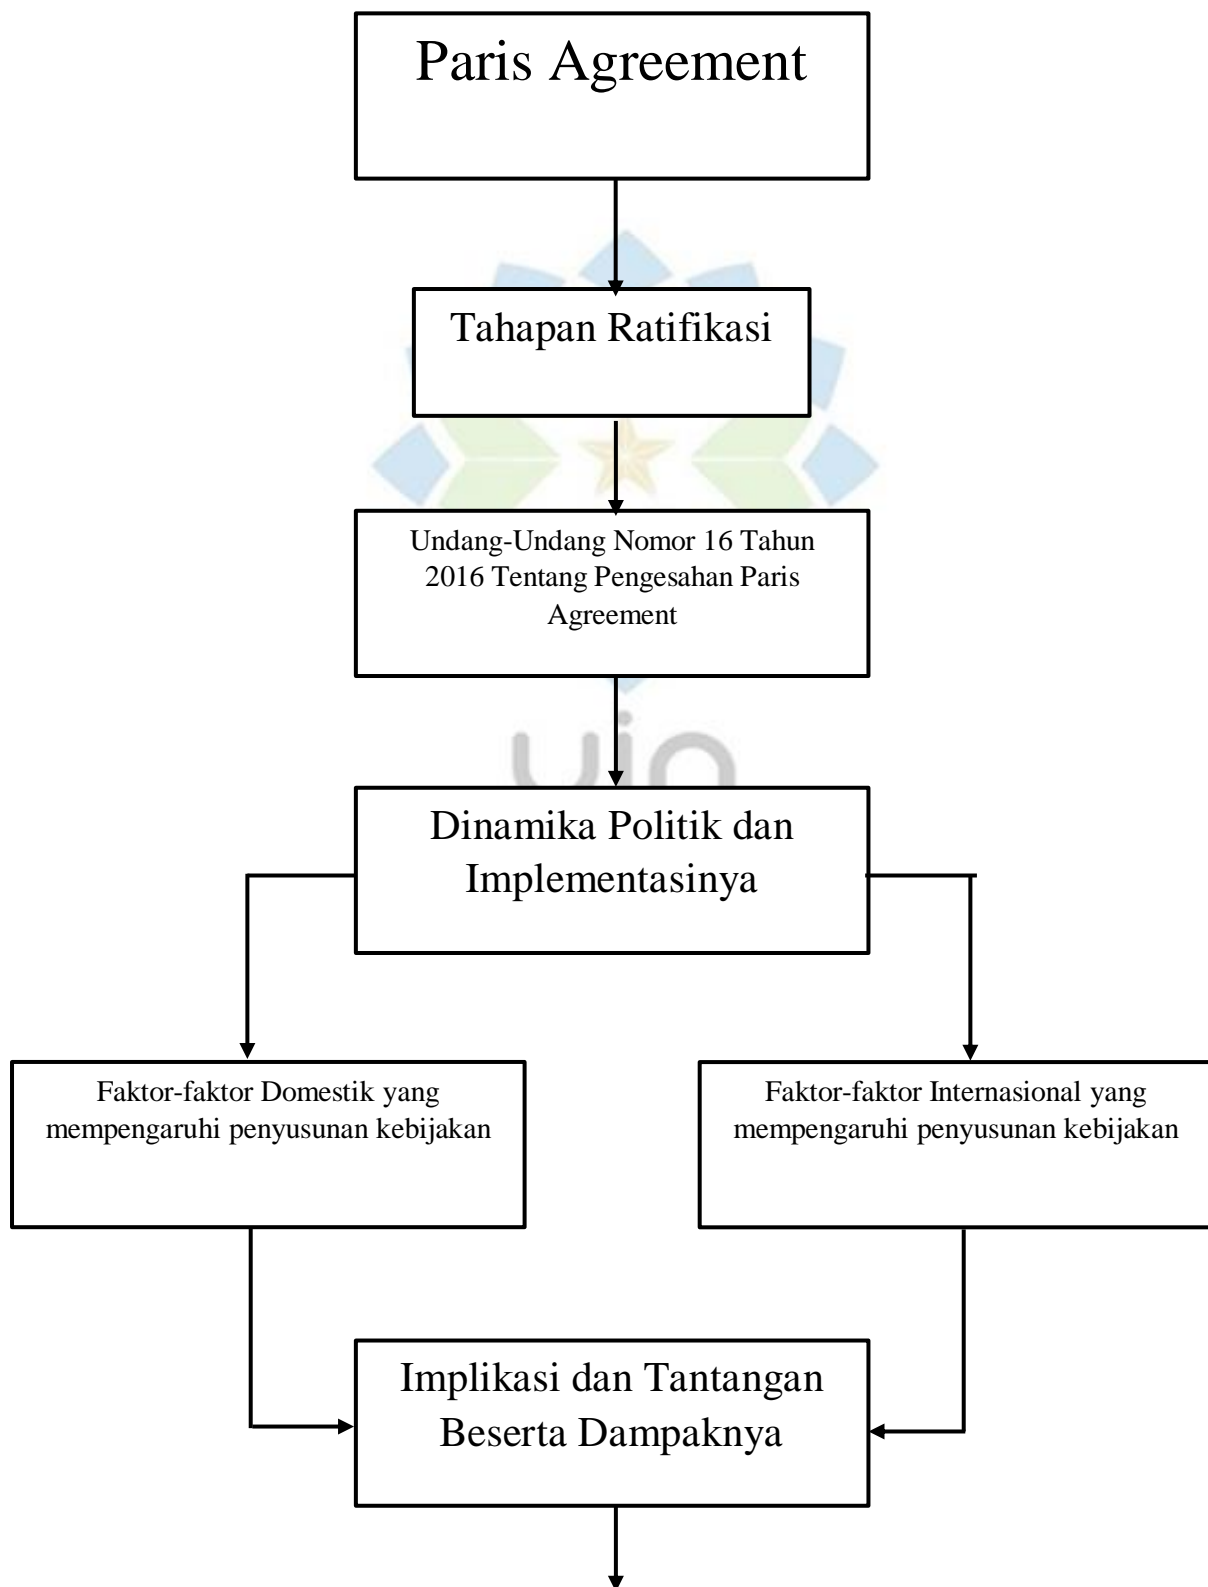 Paris Agreement
Tahapan Ratifikasi
Undang-Undang Nomor 16 Tahun
2016 Tentang Pengesahan Paris
Agreement
uin
Dinamika Politik dan
Implementasinya
Faktor-faktor Domestik yang
mempengaruhi penyusunan kebijakan
Faktor-faktor Internasional yang
mempengaruhi penyusunan kebijakan
Implikasi dan Tantangan
Beserta Dampaknya